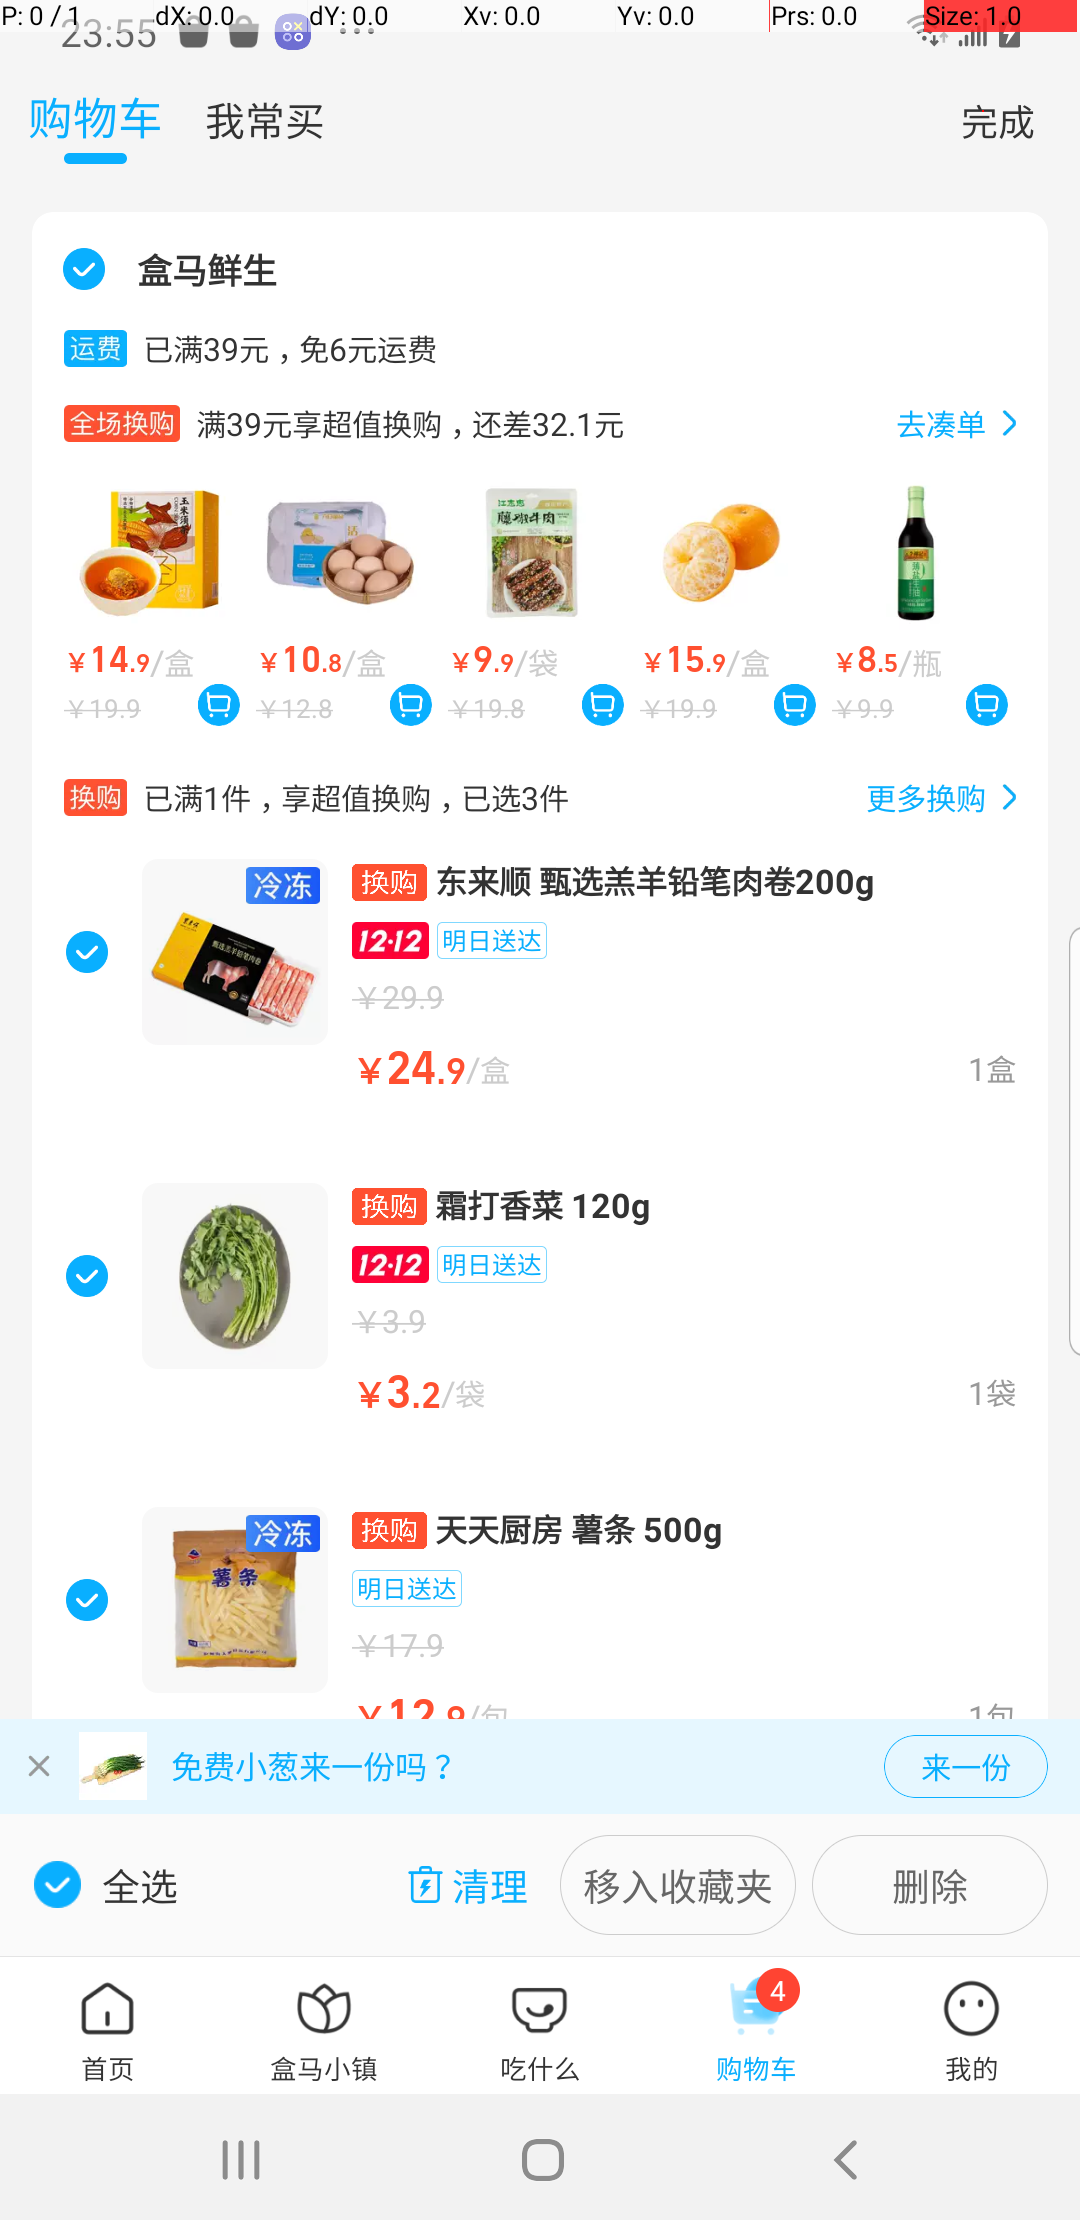 P: 0 / 1 dX: 0.0 dY: 0.0 Xv: 0.0 Yv: 0.0 Prs: 0.0 Size: 1.0
23:55
购物车 我常买 完成
盒马鲜生
运费 已满39元，免6元运费
全场换购 满39元享超值换购，还差32.1元 去凑单
¥14.9/盒 ¥10.8/盒 ¥9.9/袋 ¥15.9/盒 ¥8.5/瓶
¥19.9 ¥12.8 ¥19.8 ¥19.9 ¥9.9
换购 已满1件，享超值换购，已选3件 更多换购
冷冻
换购 东来顺 甄选羔羊铅笔肉卷200g
12·12 明日送达
¥29.9
¥24.9/盒 1盒
换购 霜打香菜 120g
12·12 明日送达
¥3.9
¥3.2/袋 1袋
冷冻
薯条
换购 天天厨房 薯条 500g
明日送达
¥17.9
¥12.9/包 1包
免费小葱来一份吗？ 来一份
全选 清理 移入收藏夹 删除
4
首页 盒马小镇 吃什么 购物车 我的